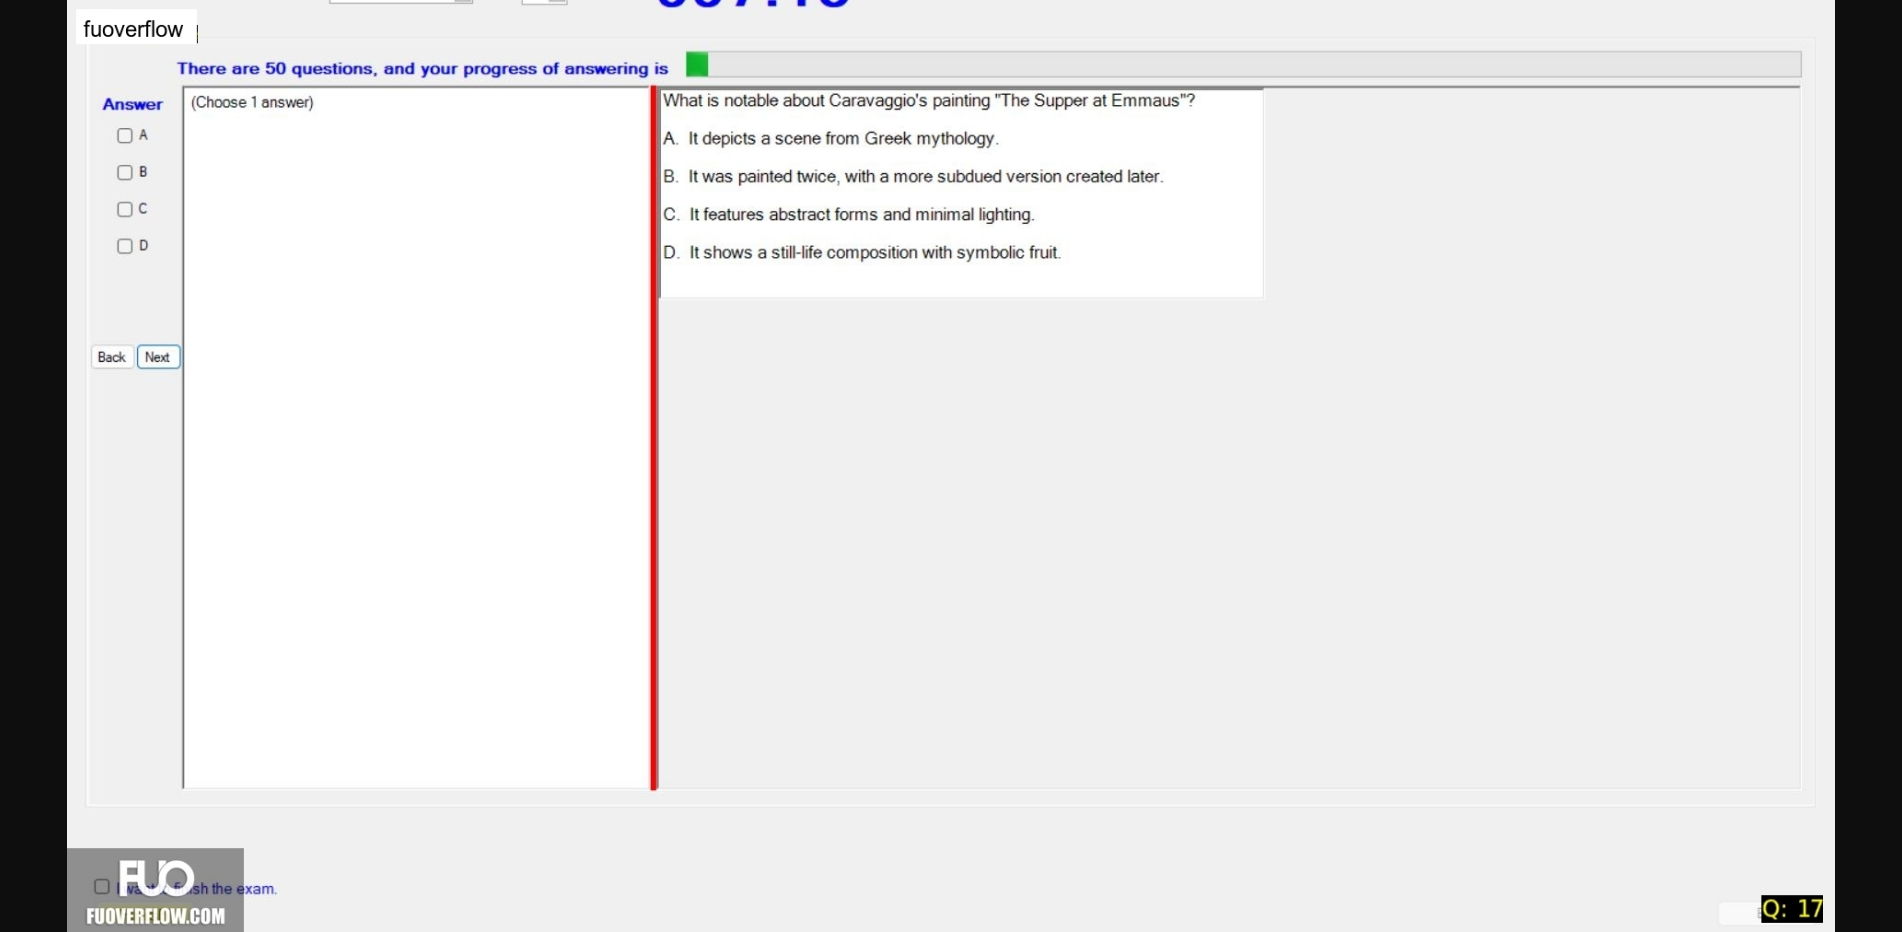 fuoverflow
There are 50 questions, and your progress of answering is
Answer
(Choose 1 answer)
A
B
C
D
Back Next
What is notable about Caravaggio's painting "The Supper at Emmaus"?
A. It depicts a scene from Greek mythology.
B. It was painted twice, with a more subdued version created later.
C. It features abstract forms and minimal lighting.
D. It shows a still-life composition with symbolic fruit.
FUO
the exam.
FUOVERFLOW.COM
Q: 17